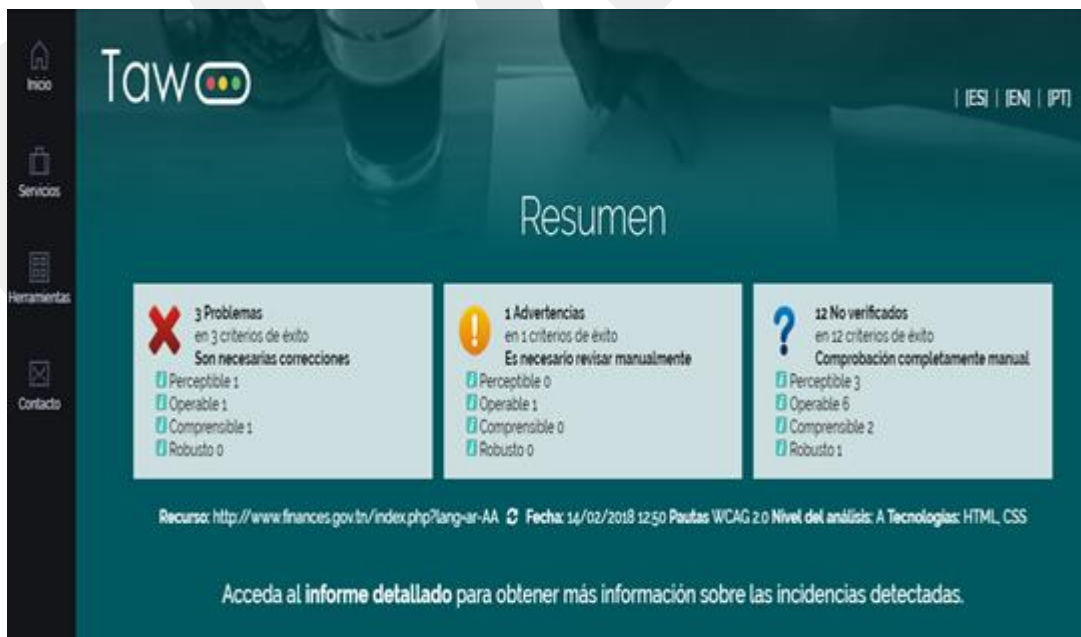 Inicio
Servicios
Herramientas
Contacto
Taw
| [ES] | [EN] | [PT]
Resumen
3 Problemas
en 3 criterios de éxito
Son necesarias correcciones
Perceptible 1
Operable 1
Comprensible 1
Robusto 0
1 Advertencias
en 1 criterios de éxito
Es necesario revisar manualmente
Perceptible 0
Operable 1
Comprensible 0
Robusto 0
12 No verificados
en 12 criterios de éxito
Comprobación completamente manual
Perceptible 3
Operable 6
Comprensible 2
Robusto 1
Recurso: http://www.finances.gov.tn/index.php?lang=ar-AA Fecha: 14/02/2018 12:50 Pautas WCAG 2.0 Nivel del análisis: A Tecnologías: HTML, CSS
Acceda al informe detallado para obtener más información sobre las incidencias detectadas.